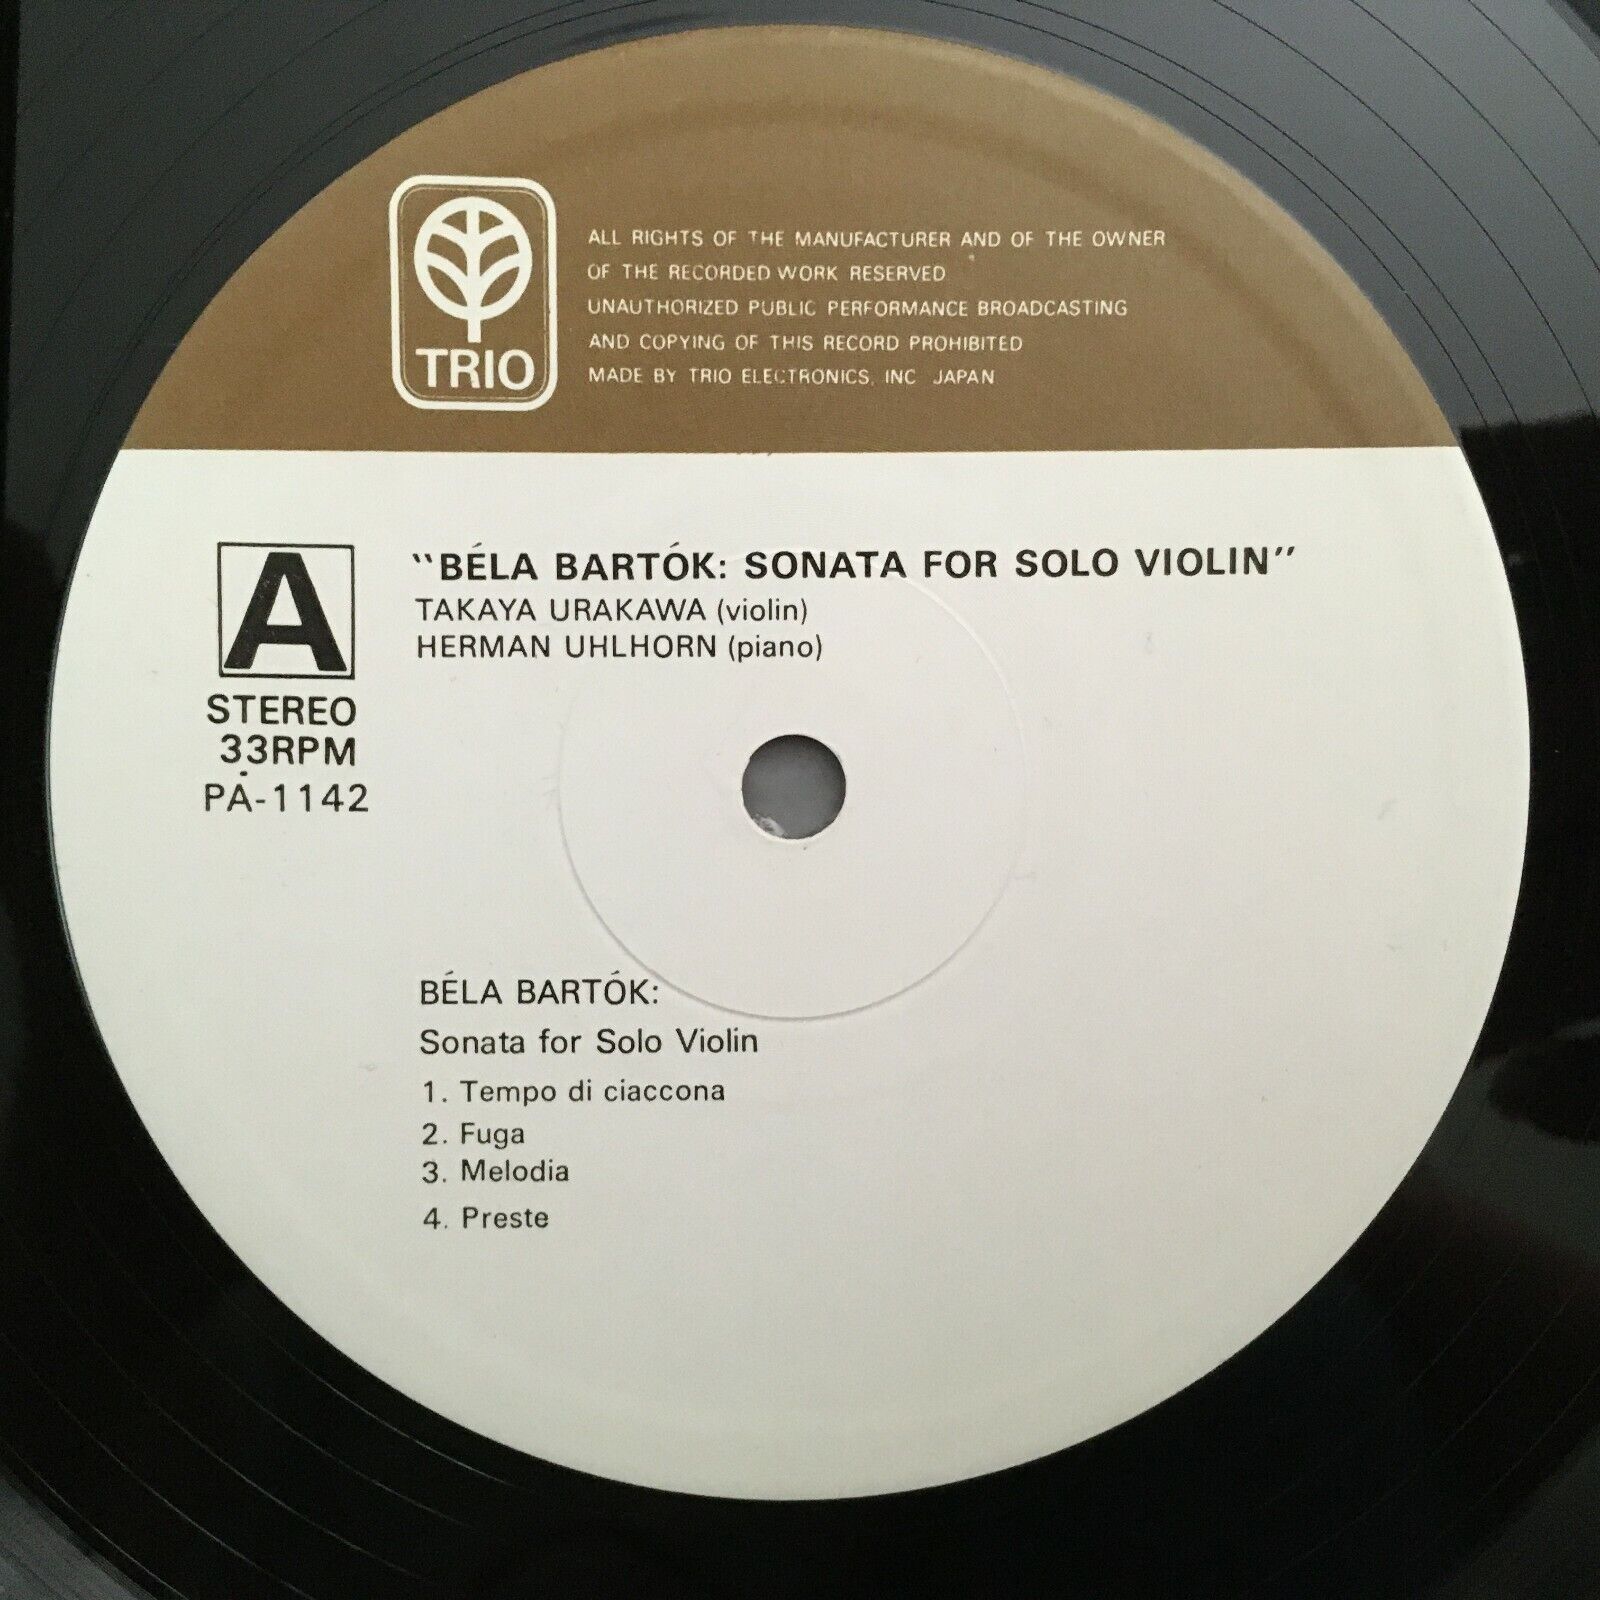 TRIO
ALL RIGHTS OF THE MANUFACTURER AND OF THE OWNER
OF THE RECORDED WORK RESERVED
UNAUTHORIZED PUBLIC PERFORMANCE BROADCASTING
AND COPYING OF THIS RECORD PROHIBITED
MADE BY TRIO ELECTRONICS, INC JAPAN
A
STEREO
33RPM
PA-1142
"BÉLA BARTÓK: SONATA FOR SOLO VIOLIN"
TAKAYA URAKAWA (violin)
HERMAN UHLHORN (piano)
BÉLA BARTÓK:
Sonata for Solo Violin
1. Tempo di ciaccona
2. Fuga
3. Melodia
4. Preste